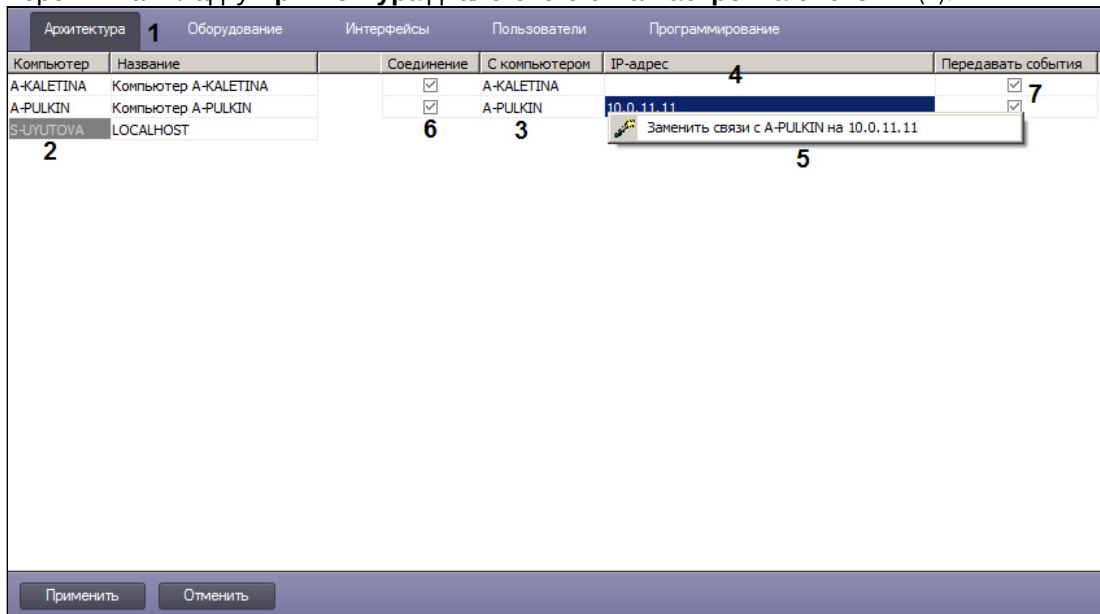 Архитектура 1 Оборудование Интерфейсы Пользователи Программирование
Компьютер Название Соединение С компьютером IP-адрес Передавать события
4
A-KALETINA Компьютер A-KALETINA A-KALETINA
7
A-PULKIN Компьютер A-PULKIN A-PULKIN 10.0.11.11
S-UYUTOVA LOCALHOST 6 3 Заменить связи с A-PULKIN на 10.0.11.11
2 5
Применить Отменить